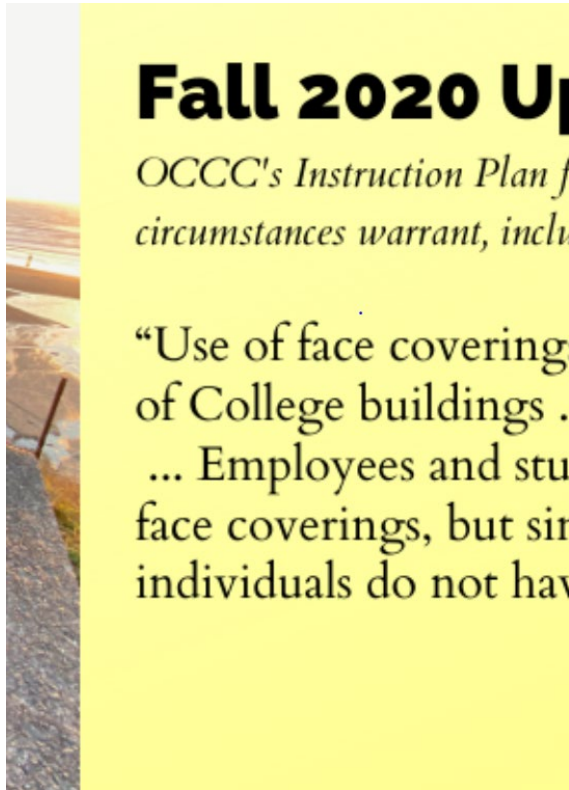 Fall 2020 Up
OCCC's Instruction Plan f
circumstances warrant, inclu
“Use of face coverings
of College buildings .
... Employees and stu
face coverings, but sin
individuals do not hav